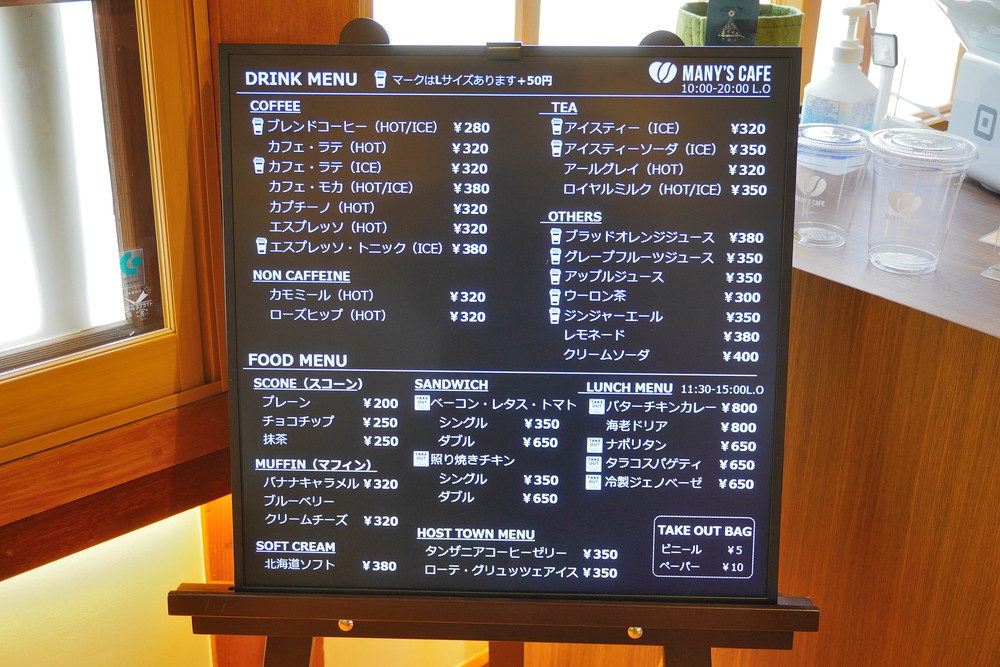 DRINK MENU マークはLサイズあります+50円
MANY'S CAFE
10:00-20:00 L.O
COFFEE
ブレンドコーヒー（HOT/ICE） ¥280
カフェ・ラテ（HOT） ¥320
カフェ・ラテ（ICE） ¥320
カフェ・モカ（HOT/ICE） ¥380
カプチーノ（HOT） ¥320
エスプレッソ（HOT） ¥320
エスプレッソ・トニック（ICE） ¥380
NON CAFFEINE
カモミール（HOT） ¥320
ローズヒップ（HOT） ¥320
TEA
アイスティー（ICE） ¥320
アイスティーソーダ（ICE） ¥350
アールグレイ（HOT） ¥320
ロイヤルミルク（HOT/ICE） ¥350
OTHERS
ブラッドオレンジジュース ¥380
グレープフルーツジュース ¥350
アップルジュース ¥350
ウーロン茶 ¥300
ジンジャーエール ¥350
レモネード ¥380
クリームソーダ ¥400
FOOD MENU
SCONE（スコーン）
プレーン ¥200
チョコチップ ¥250
抹茶 ¥250
MUFFIN（マフィン）
バナナキャラメル ¥320
ブルーベリー
クリームチーズ ¥320
SOFT CREAM
北海道ソフト ¥380
SANDWICH
TAKE OUT ベーコン・レタス・トマト
シングル ¥350
ダブル ¥650
TAKE OUT 照り焼きチキン
シングル ¥350
ダブル ¥650
HOST TOWN MENU
タンザニアコーヒーゼリー ¥350
ローテ・グリュッツェアイス ¥350
LUNCH MENU 11:30-15:00L.O
TAKE OUT バターチキンカレー ¥800
海老ドリア ¥800
TAKE OUT ナポリタン ¥650
TAKE OUT タラコスパゲティ ¥650
TAKE OUT 冷製ジェノベーゼ ¥650
TAKE OUT BAG
ビニール ¥5
ペーパー ¥10
MANY'S CAFE